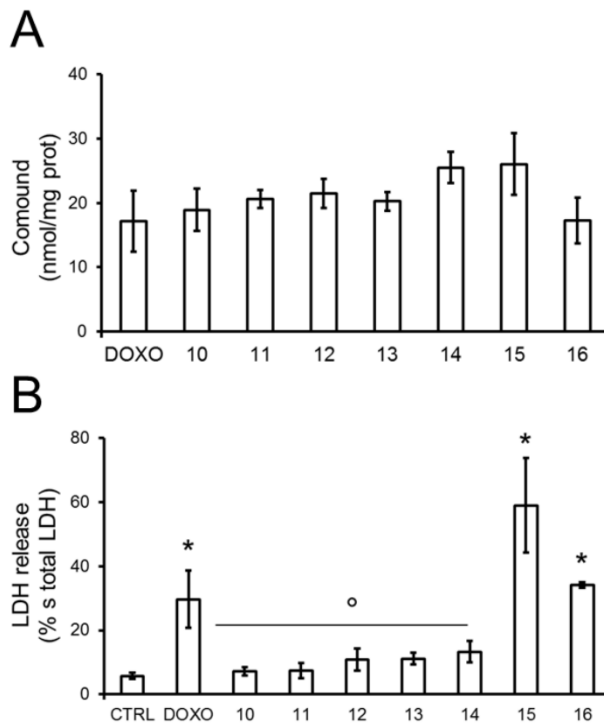 A
40
30
20
10
0
Comound
(nmol/mg prot)
DOXO 10 11 12 13 14 15 16
B
80
60
40
20
0
LDH release
(% s total LDH)
* ° * *
CTRL DOXO 10 11 12 13 14 15 16